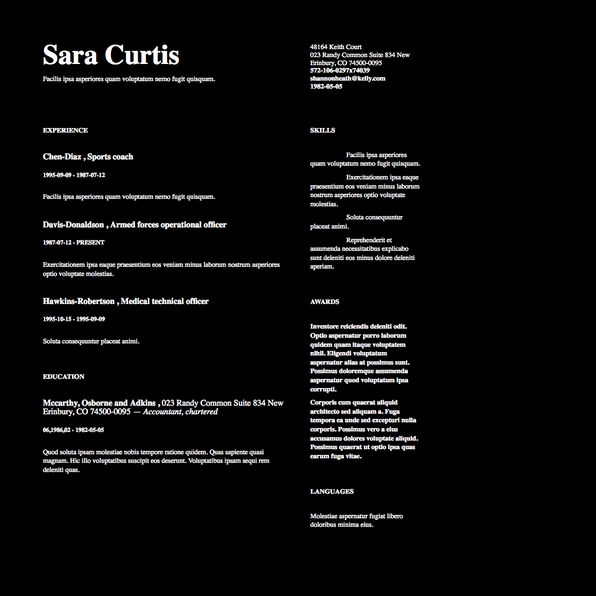 Sara Curtis
Facilis ipsa asperiores quam voluptatum nemo fugit quisquam.
48164 Keith Court
023 Randy Common Suite 834 New
Erinbury, CO 74500-0095
572-106-0297x74039
shannonheath@kelly.com
1982-05-05
EXPERIENCE
Chen-Diaz , Sports coach
1995-09-09 - 1987-07-12
Facilis ipsa asperiores quam voluptatum nemo fugit quisquam.
Davis-Donaldson , Armed forces operational officer
1987-07-12 - PRESENT
Exercitationem ipsa eaque praesentium eos veniam minus laborum nostrum asperiores
optio voluptate molestias.
Hawkins-Robertson , Medical technical officer
1995-10-15 - 1995-09-09
Soluta consequuntur placeat animi.
EDUCATION
Mccarthy, Osborne and Adkins , 023 Randy Common Suite 834 New
Erinbury, CO 74500-0095 — Accountant, chartered
06,1986,02 - 1982-05-05
Quod soluta ipsam molestiae nobis tempore ratione quidem. Quas sapiente quasi
magnam. Hic illo voluptatibus suscipit eos deserunt. Voluptatibus ipsam sequi rem
deleniti quas.
SKILLS
Facilis ipsa asperiores
quam voluptatum nemo fugit quisquam.
Exercitationem ipsa eaque
praesentium eos veniam minus laborum
nostrum asperiores optio voluptate
molestias.
Soluta consequuntur
placeat animi.
Reprehenderit et
assumenda necessitatibus explicabo
sunt deleniti eos minus dolore deleniti
aperiam.
AWARDS
Inventore reiciendis deleniti odit.
Optio aspernatur porro laborum
quidem quam itaque voluptatem
nihil. Eligendi voluptatum
aspernatur alias at possimus sunt.
Possimus doloremque assumenda
aspernatur quod voluptatum ipsa
corrupti.
Corporis cum quaerat aliquid
architecto sed aliquam a. Fuga
tempora ea unde sed excepturi nulla
corporis. Possimus vero a eius
accusamus dolores voluptate aliquid.
Possimus quaerat ut optio ipsa quas
earum fuga vitae.
LANGUAGES
Molestiae aspernatur fugiat libero
doloribus minima eius.